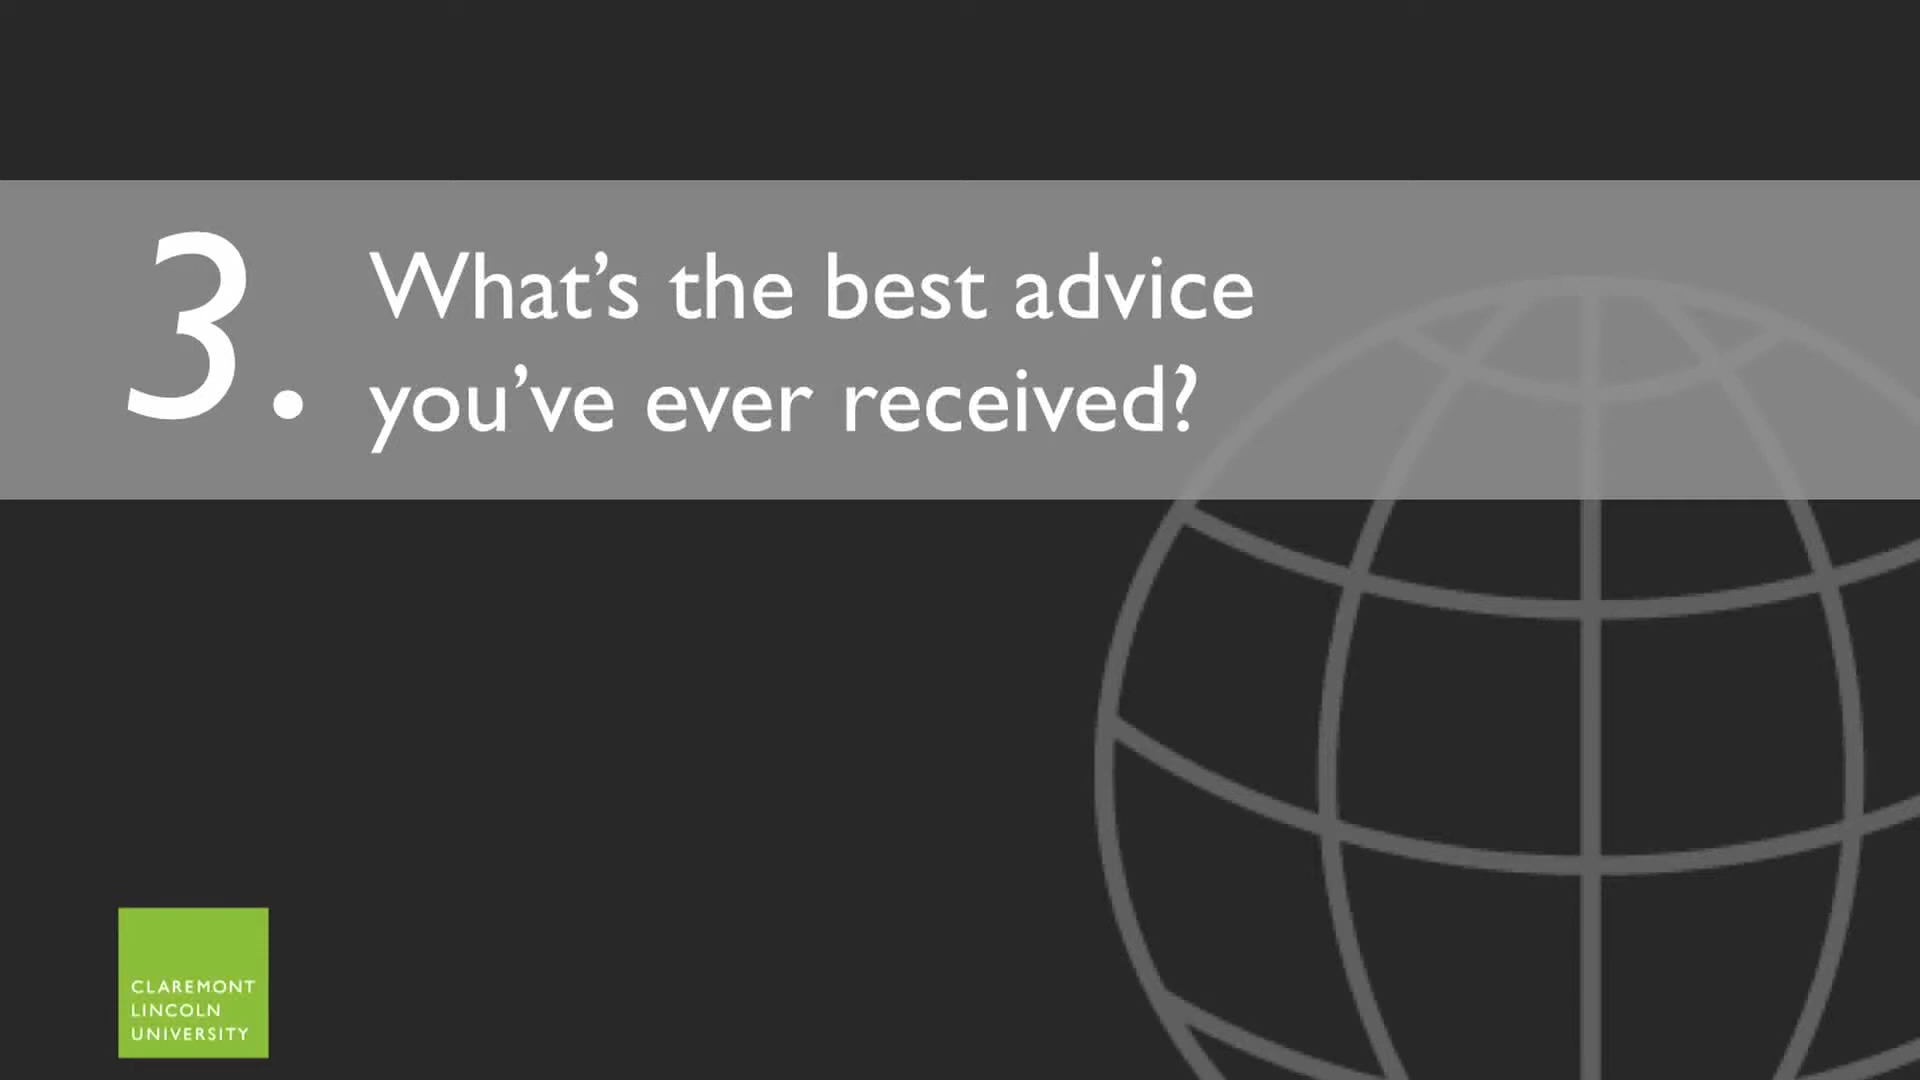 3. What’s the best advice
you’ve ever received?
CLAREMONT
LINCOLN
UNIVERSITY